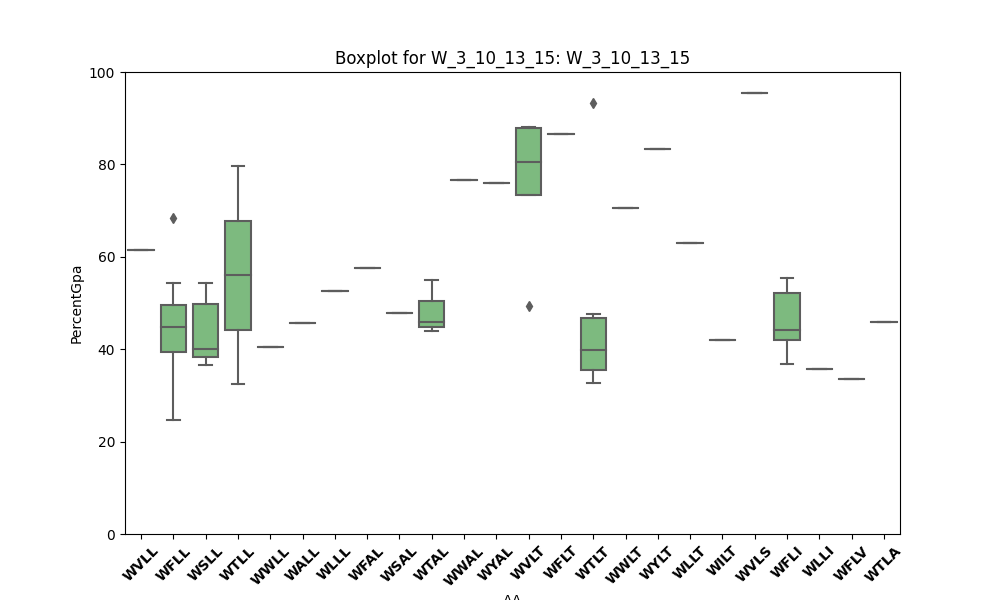 Boxplot for W_3_10_13_15: W_3_10_13_15
100
80
60
40
20
0
PercentGpa
WVLL WFLL WSLL WTLL WWLL WALL WLLL WFAL WSAL WTAL WWAL WYAL WVLT WFLT WTLT WWLT WYLT WLLT WILT WVLS WFLI WLLI WFLV WTLA
AA